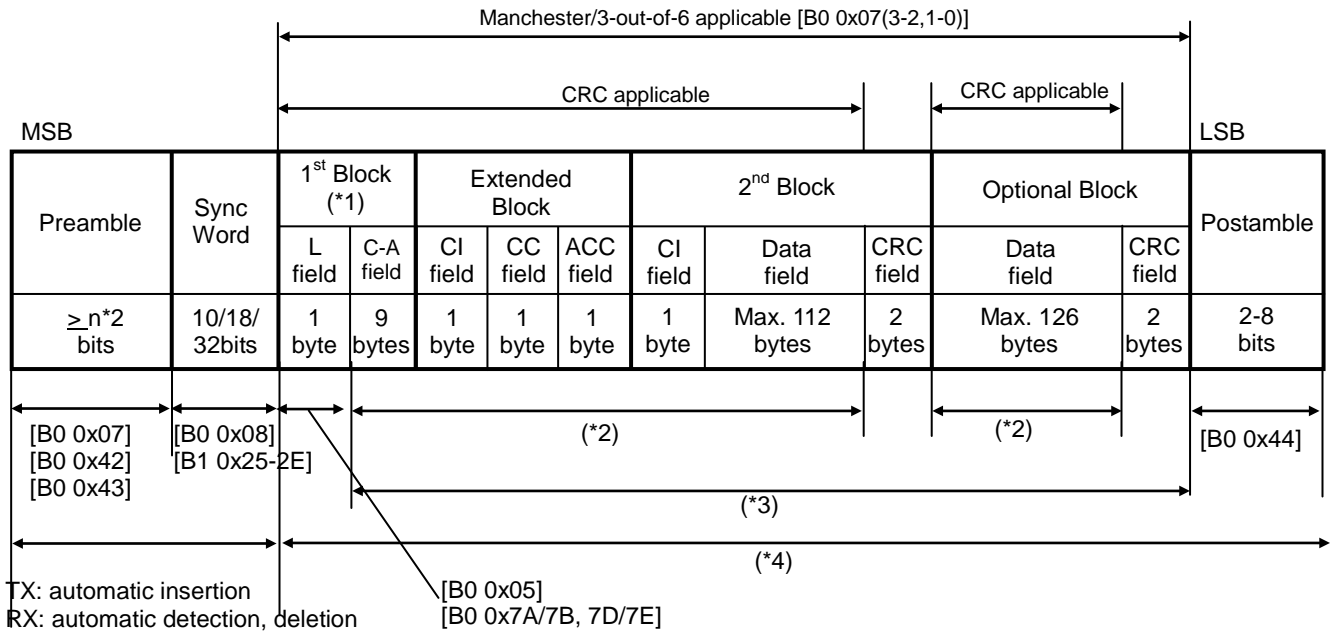 Manchester/3-out-of-6 applicable [B0 0x07(3-2,1-0)]
CRC applicable
CRC applicable
MSB
LSB
Preamble
Sync
Word
1st Block
(*1)
Extended
Block
2nd Block
Optional Block
Postamble
L
field
C-A
field
CI
field
CC
field
ACC
field
CI
field
Data
field
CRC
field
Data
field
CRC
field
> n*2
bits
10/18/
32bits
1
byte
9
bytes
1
byte
1
byte
1
byte
1
byte
Max. 112
bytes
2
bytes
Max. 126
bytes
2
bytes
2-8
bits
[B0 0x07]
[B0 0x42]
[B0 0x43]
[B0 0x08]
[B1 0x25-2E]
(*2)
(*2)
[B0 0x44]
(*3)
(*4)
TX: automatic insertion
RX: automatic detection, deletion
[B0 0x05]
[B0 0x7A/7B, 7D/7E]